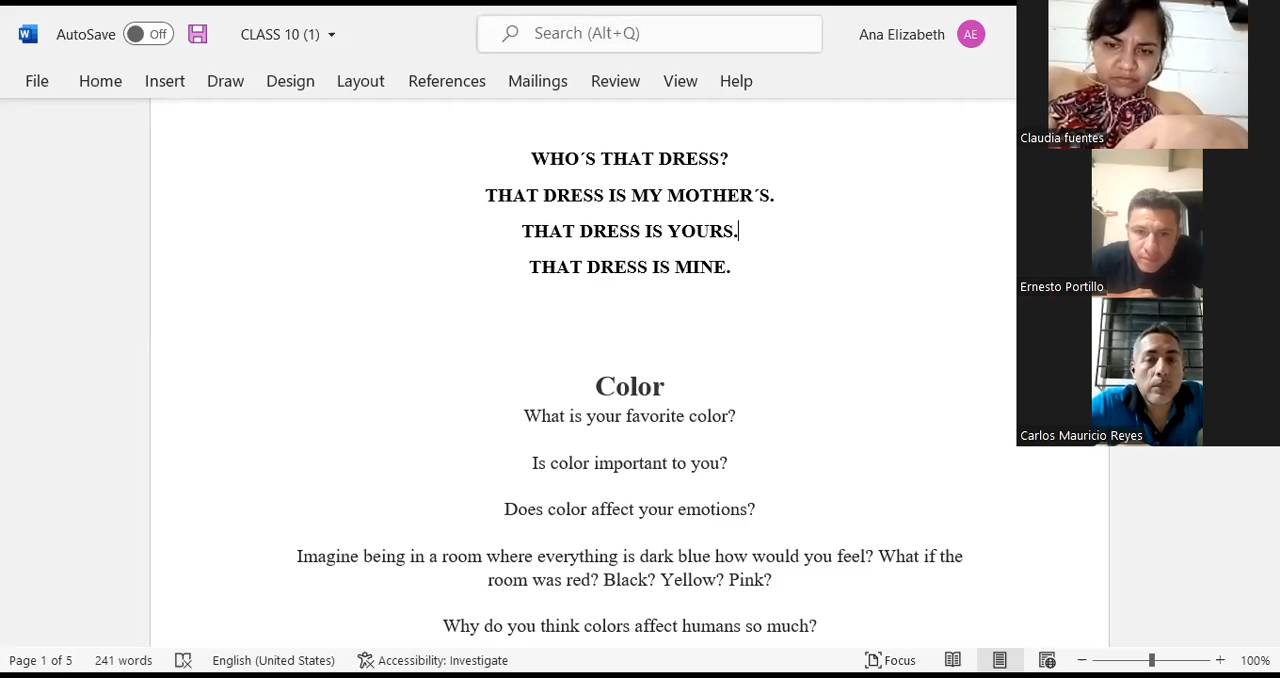 AutoSave Off CLASS 10 (1) Search (Alt+Q) Ana Elizabeth AE
File Home Insert Draw Design Layout References Mailings Review View Help
WHO´S THAT DRESS?
THAT DRESS IS MY MOTHER´S.
THAT DRESS IS YOURS.
THAT DRESS IS MINE.
Color
What is your favorite color?
Is color important to you?
Does color affect your emotions?
Imagine being in a room where everything is dark blue how would you feel? What if the
room was red? Black? Yellow? Pink?
Why do you think colors affect humans so much?
Claudia fuentes
Ernesto Portillo
Carlos Mauricio Reyes
Page 1 of 5 241 words English (United States) Accessibility: Investigate Focus 100%